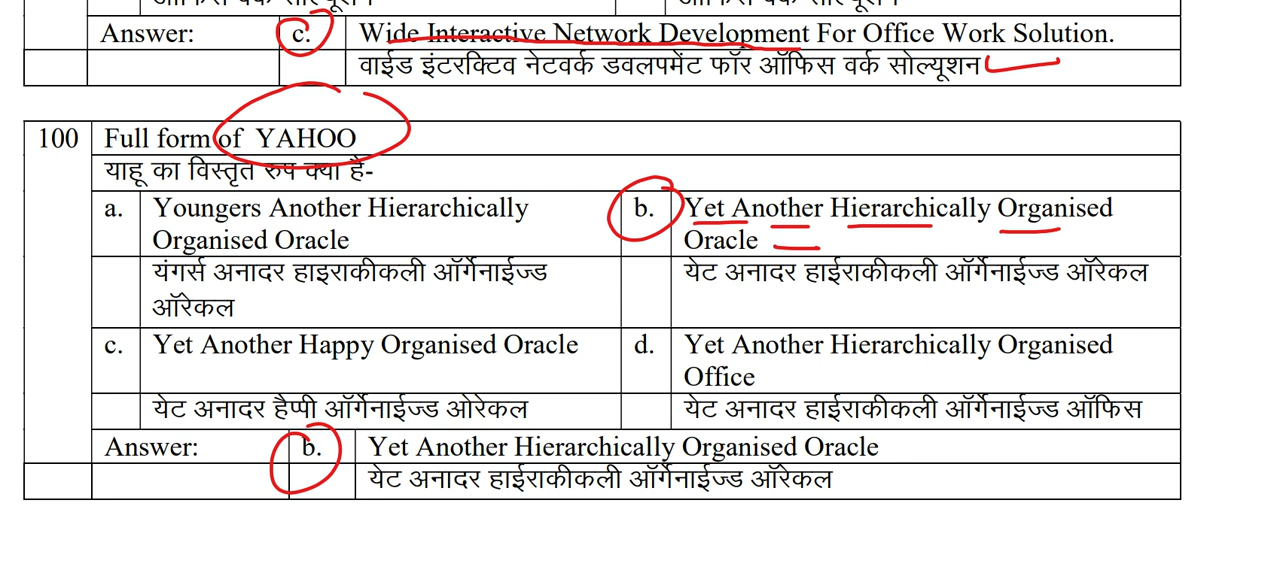 Answer: c. Wide Interactive Network Development For Office Work Solution.
वाईड इंटरक्टिव नेटवर्क डवलपमेंट फॉर ऑफिस वर्क सोल्यूशन
100 Full form of YAHOO
याहू का विस्तृत रुप क्या है-
a. Youngers Another Hierarchically
Organised Oracle
यंगर्स अनादर हाइराकीकली ऑर्गेनाईज्ड
ऑरेकल
b. Yet Another Hierarchically Organised
Oracle
येट अनादर हाईराकीकली ऑर्गेनाईज्ड ऑरेकल
c. Yet Another Happy Organised Oracle
येट अनादर हैप्पी ऑर्गेनाईज्ड ओरेकल
d. Yet Another Hierarchically Organised
Office
येट अनादर हाईराकीकली ऑर्गेनाईज्ड ऑफिस
Answer: b. Yet Another Hierarchically Organised Oracle
येट अनादर हाईराकीकली ऑर्गेनाईज्ड ऑरेकल